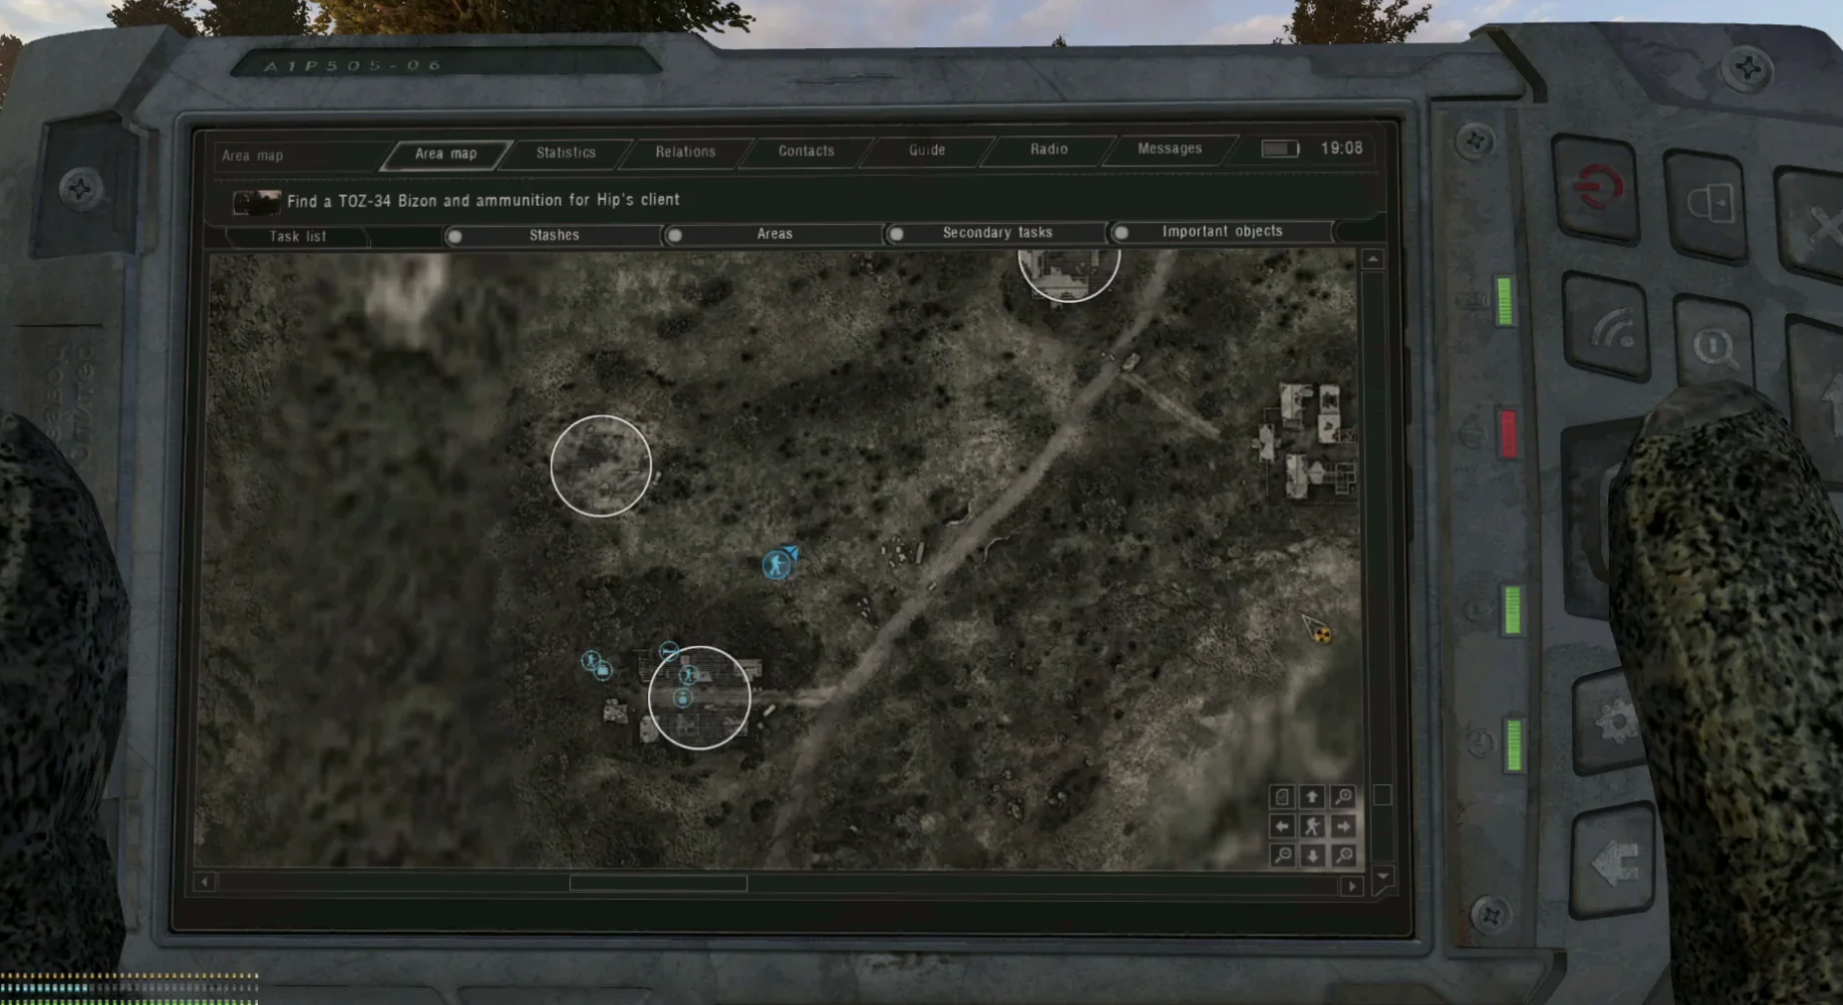 A1P505-06
Area map
Area map
Statistics
Relations
Contacts
Guide
Radio
Messages
19:08
Find a TOZ-34 Bizon and ammunition for Hip's client
Task list
Stashes
Areas
Secondary tasks
Important objects